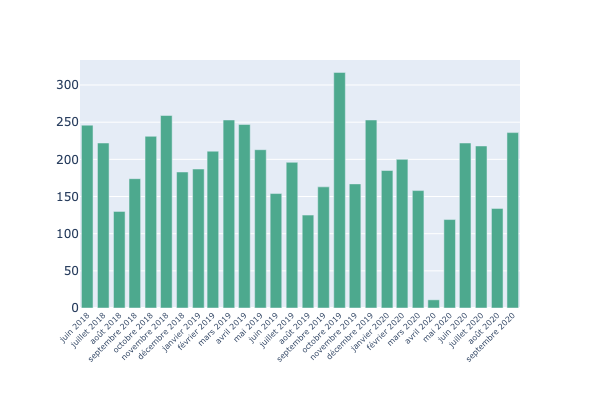 300
250
200
150
100
50
0
juin 2018
juillet 2018
août 2018
septembre 2018
octobre 2018
novembre 2018
décembre 2018
janvier 2019
février 2019
mars 2019
avril 2019
mai 2019
juin 2019
juillet 2019
août 2019
septembre 2019
octobre 2019
novembre 2019
décembre 2019
janvier 2020
février 2020
mars 2020
avril 2020
mai 2020
juin 2020
juillet 2020
août 2020
septembre 2020